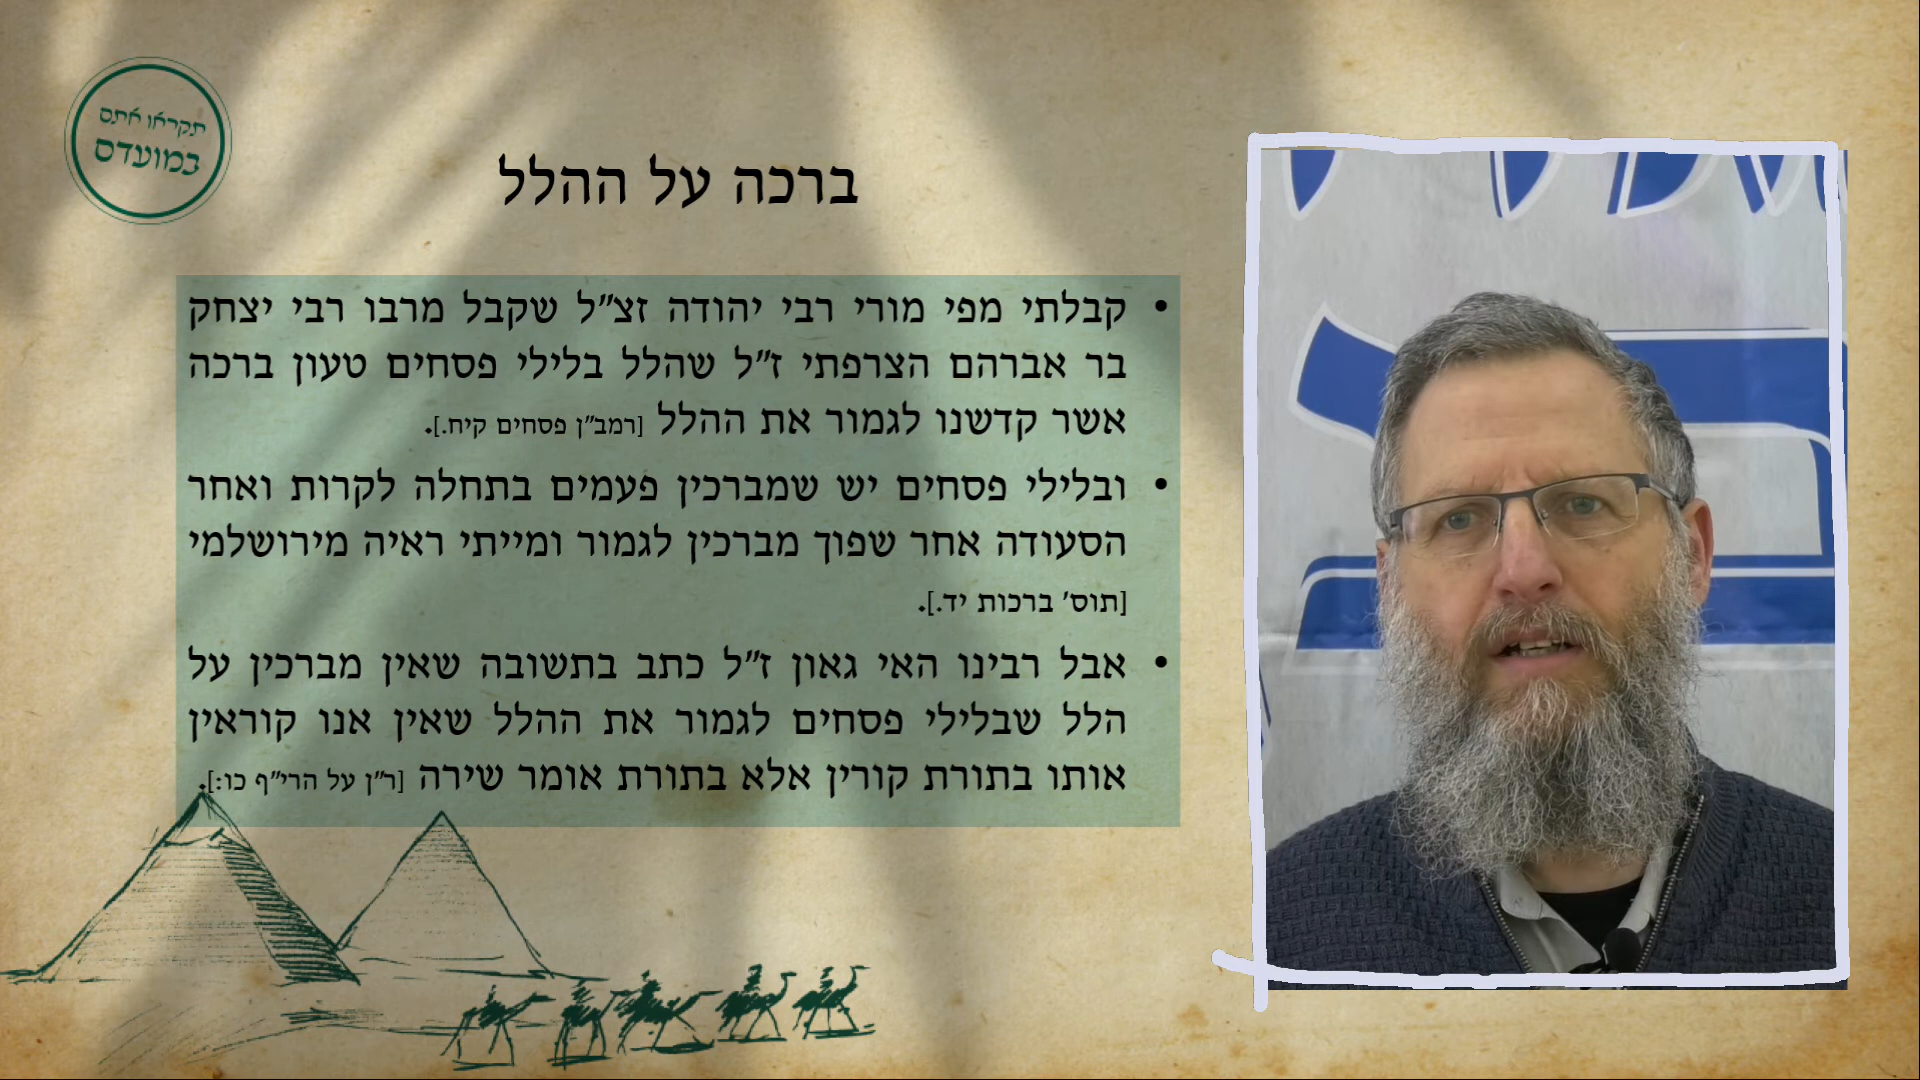 תקראו אתם
במועדם
ברכה על ההלל
• קבלתי מפי מורי רבי יהודה זצ"ל שקבל מרבו רבי יצחק
בר אברהם הצרפתי ז"ל שהלל בלילי פסחים טעון ברכה
אשר קדשנו לגמור את ההלל [רמב"ן פסחים קיח.].
• ובלילי פסחים יש שמברכין פעמים בתחלה לקרות ואחר
הסעודה אחר שפוך מברכין לגמור ומייתי ראיה מירושלמי
[תוס' ברכות יד.].
• אבל רבינו האי גאון ז"ל כתב בתשובה שאין מברכין על
הלל שבלילי פסחים לגמור את ההלל שאין אנו קוראין
אותו בתורת קורין אלא בתורת אומר שירה [ר"ן על הרי"ף כו:].